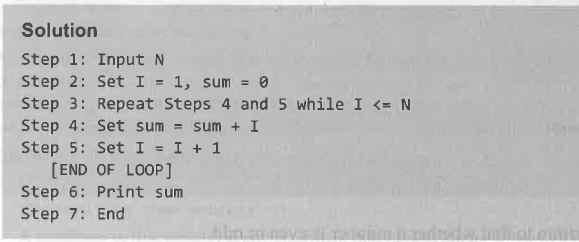 Solution
Step 1: Input N
Step 2: Set I = 1, sum = 0
Step 3: Repeat Steps 4 and 5 while I <= N
Step 4: Set sum = sum + I
Step 5: Set I = I + 1
[END OF LOOP]
Step 6: Print sum
Step 7: End